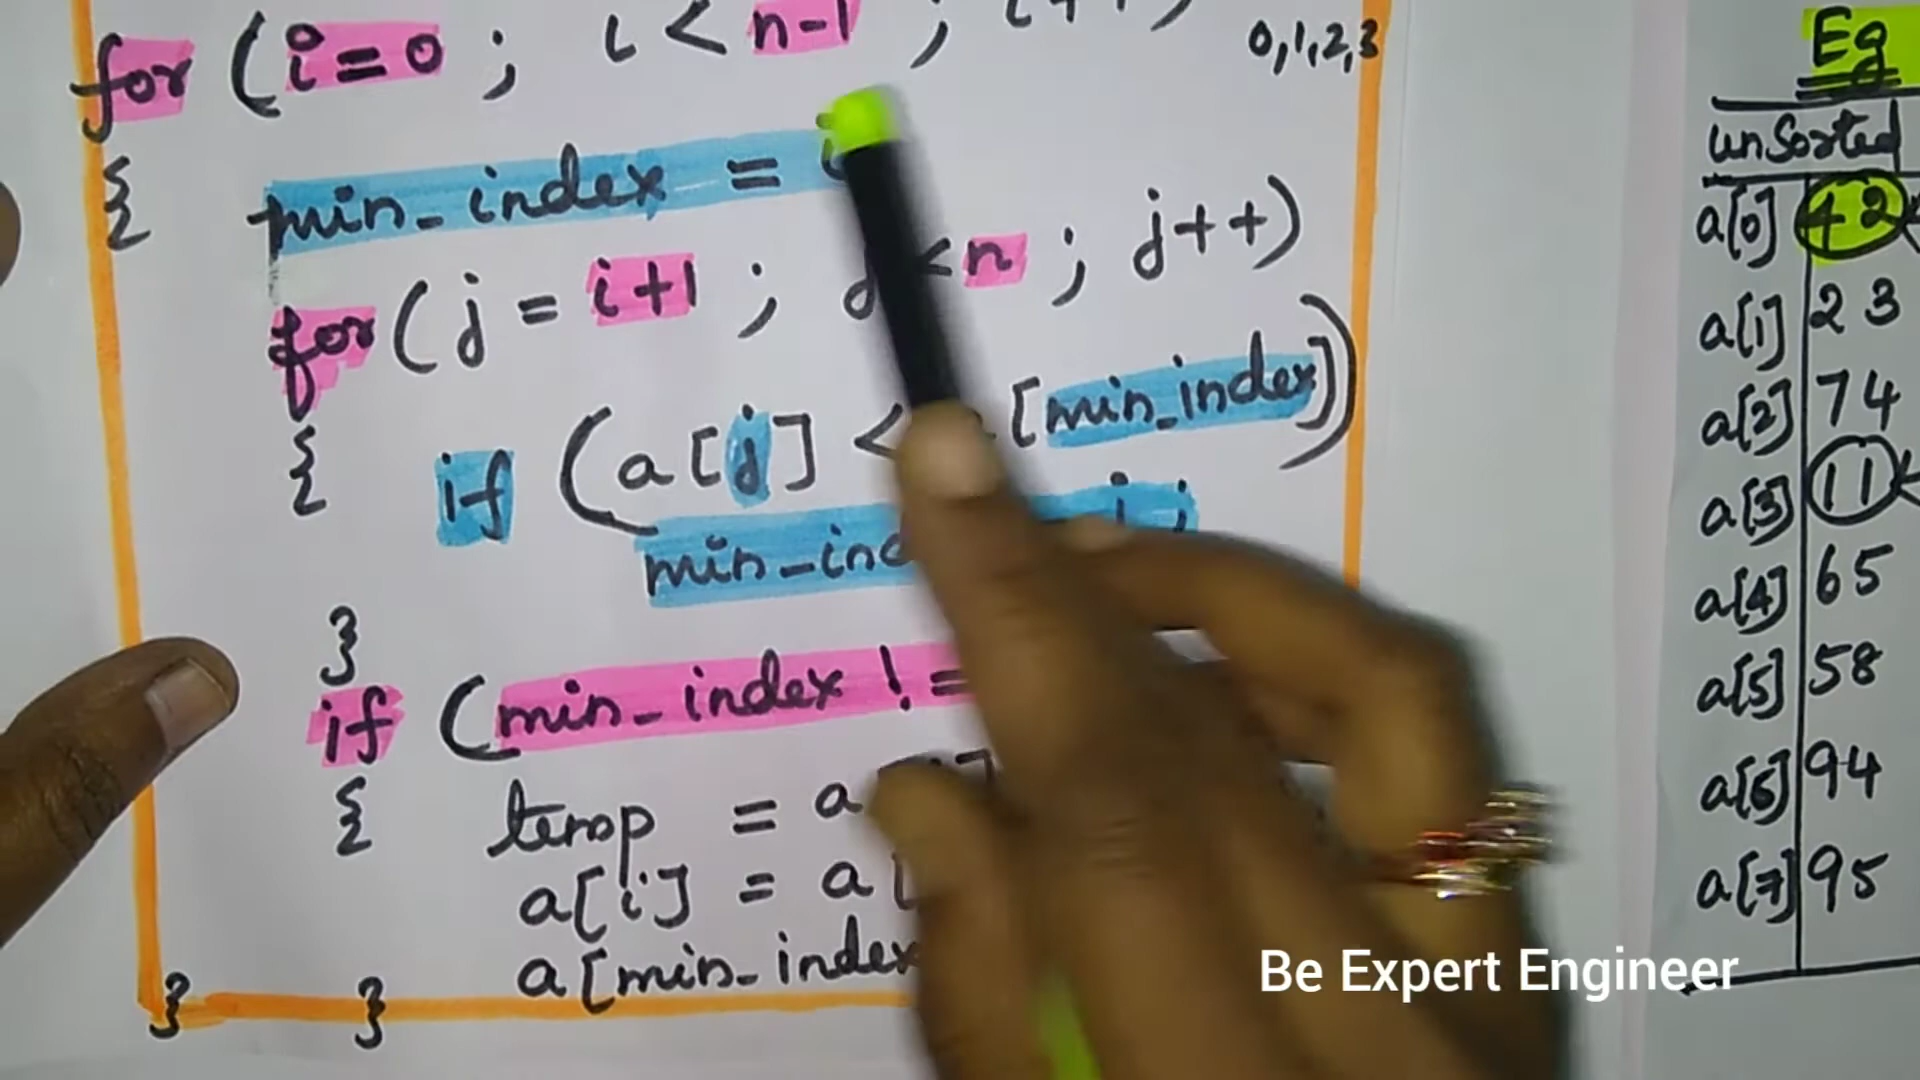 for (i=0 ; i < n-1 ; i++)
0,1,2,3
{
min_index =
for ( j = i+1 ; j < n ; j++)
{
if (a[j] < [min_index])
j ;
}
if (min_index !=
{
temp = a
a[i] = a[
a[min_index
}
}
Eg
unSorted
a[0] 42
a[1] 23
a[2] 74
a[3] 11
a[4] 65
a[5] 58
a[6] 94
a[7] 95
Be Expert Engineer